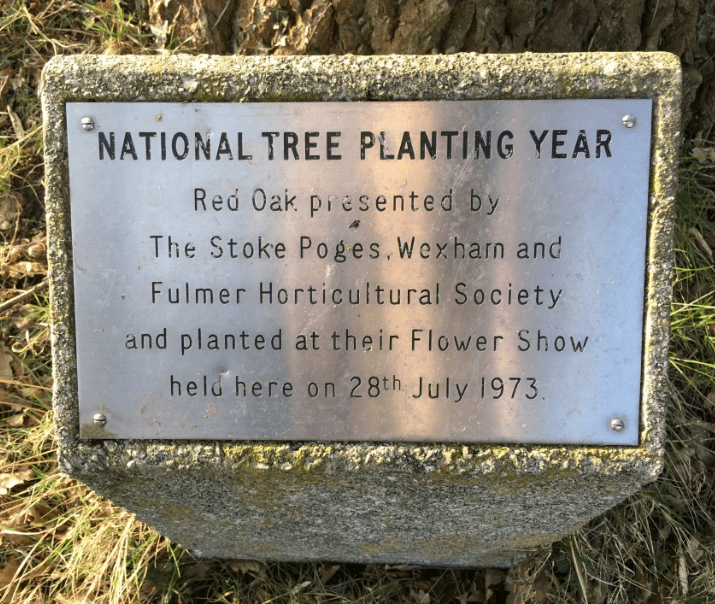 NATIONAL TREE PLANTING YEAR
Red Oak presented by
The Stoke Poges, Wexham and
Fulmer Horticultural Society
and planted at their Flower Show
held here on 28th July 1973.